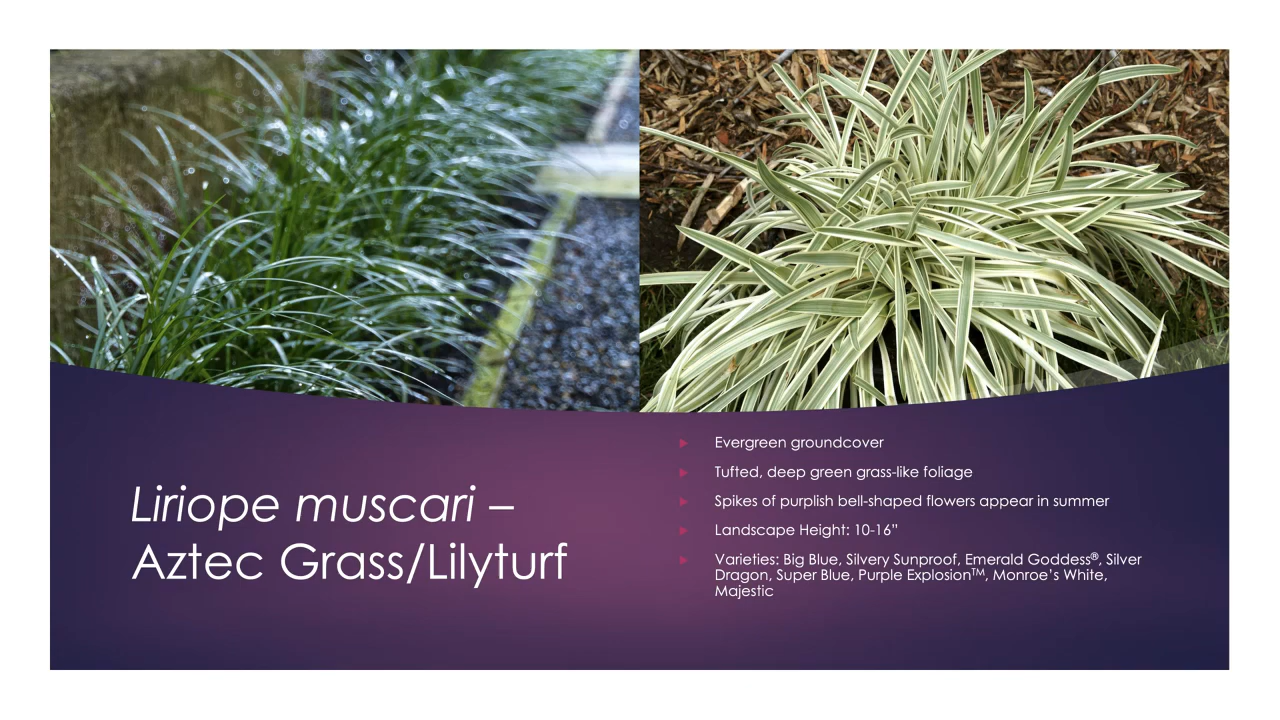 Liriope muscari –
Aztec Grass/Lilyturf
Evergreen groundcover
Tufted, deep green grass-like foliage
Spikes of purplish bell-shaped flowers appear in summer
Landscape Height: 10-16”
Varieties: Big Blue, Silvery Sunproof, Emerald Goddess®, Silver
Dragon, Super Blue, Purple Explosion™, Monroe’s White,
Majestic